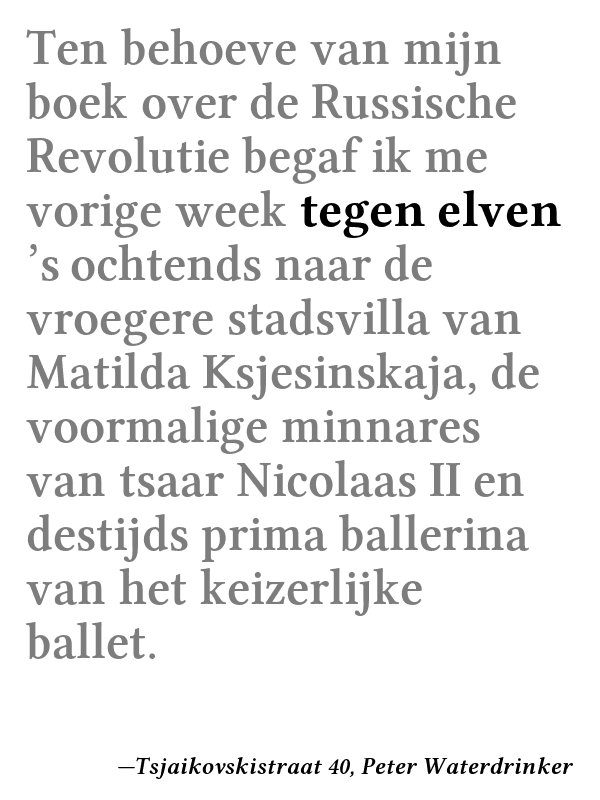 Ten behoeve van mijn
boek over de Russische
Revolutie begaf ik me
vorige week tegen elven
’s ochtends naar de
vroegere stadsvilla van
Matilda Ksjesinskaja, de
voormalige minnares
van tsaar Nicolaas II en
destijds prima ballerina
van het keizerlijke
ballet.
—Tsjaikovskistraat 40, Peter Waterdrinker